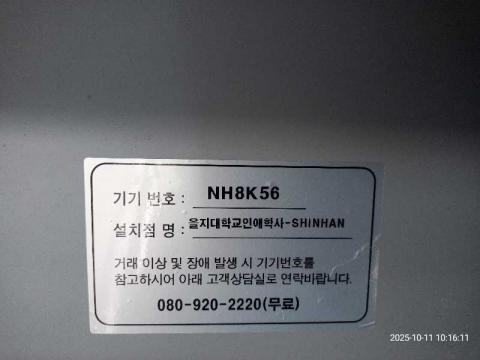 기기 번호 : NH8K56
설치점 명 : 을지대학교인애학사-SHINHAN
거래 이상 및 장애 발생 시 기기번호를
참고하시어 아래 고객상담실로 연락바랍니다.
080-920-2220(무료)
2025-10-11 10:16:11